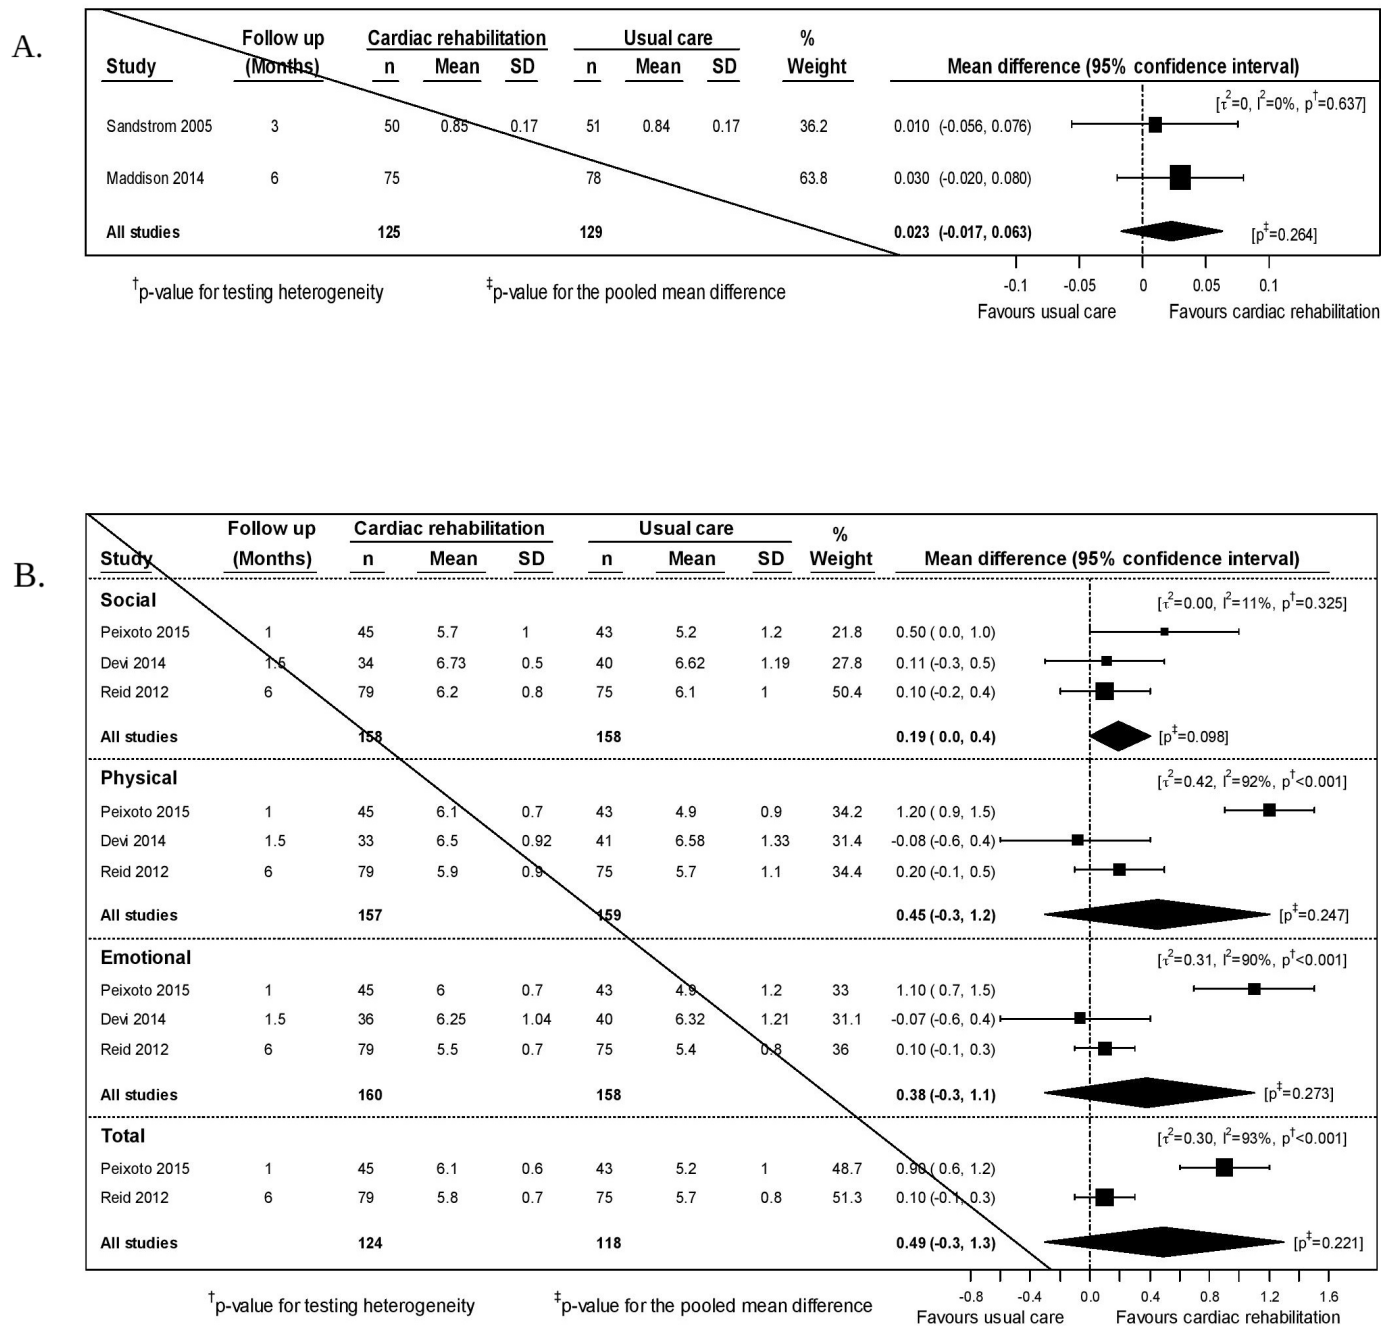 A.
Follow up Cardiac rehabilitation Usual care %
Study (Months) n Mean SD n Mean SD Weight Mean difference (95% confidence interval)
[τ²=0, I²=0%, p†=0.637]
Sandstrom 2005 3 50 0.85 0.17 51 0.84 0.17 36.2 0.010 (-0.056, 0.076)
Maddison 2014 6 75 78 63.8 0.030 (-0.020, 0.080)
All studies 125 129 0.023 (-0.017, 0.063) [p‡=0.264]
†p-value for testing heterogeneity ‡p-value for the pooled mean difference
-0.1 -0.05 0 0.05 0.1
Favours usual care Favours cardiac rehabilitation
B.
Follow up Cardiac rehabilitation Usual care %
Study (Months) n Mean SD n Mean SD Weight Mean difference (95% confidence interval)
Social [τ²=0.00, I²=11%, p†=0.325]
Peixoto 2015 1 45 5.7 1 43 5.2 1.2 21.8 0.50 ( 0.0, 1.0)
Devi 2014 1.5 34 6.73 0.5 40 6.62 1.19 27.8 0.11 (-0.3, 0.5)
Reid 2012 6 79 6.2 0.8 75 6.1 1 50.4 0.10 (-0.2, 0.4)
All studies 158 158 0.19 ( 0.0, 0.4) [p‡=0.098]
Physical [τ²=0.42, I²=92%, p†<0.001]
Peixoto 2015 1 45 6.1 0.7 43 4.9 0.9 34.2 1.20 ( 0.9, 1.5)
Devi 2014 1.5 33 6.5 0.92 41 6.58 1.33 31.4 -0.08 (-0.6, 0.4)
Reid 2012 6 79 5.9 0.9 75 5.7 1.1 34.4 0.20 (-0.1, 0.5)
All studies 157 159 0.45 (-0.3, 1.2) [p‡=0.247]
Emotional [τ²=0.31, I²=90%, p†<0.001]
Peixoto 2015 1 45 6 0.7 43 4.9 1.2 33 1.10 ( 0.7, 1.5)
Devi 2014 1.5 36 6.25 1.04 40 6.32 1.21 31.1 -0.07 (-0.6, 0.4)
Reid 2012 6 79 5.5 0.7 75 5.4 0.8 36 0.10 (-0.1, 0.3)
All studies 160 158 0.38 (-0.3, 1.1) [p‡=0.273]
Total [τ²=0.30, I²=93%, p†<0.001]
Peixoto 2015 1 45 6.1 0.6 43 5.2 1 48.7 0.90 ( 0.6, 1.2)
Reid 2012 6 79 5.8 0.7 75 5.7 0.8 51.3 0.10 (-0.1, 0.3)
All studies 124 118 0.49 (-0.3, 1.3) [p‡=0.221]
†p-value for testing heterogeneity ‡p-value for the pooled mean difference
-0.8 -0.4 0.0 0.4 0.8 1.2 1.6
Favours usual care Favours cardiac rehabilitation